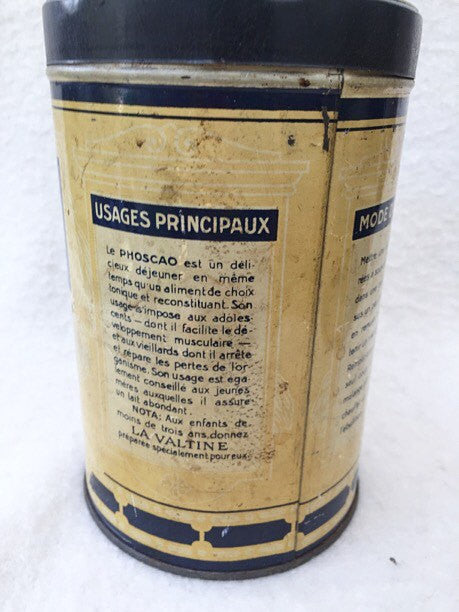 USAGES PRINCIPAUX
Le PHOSCAO est un déli-
cieux déjeuner en même
temps qu'un aliment de choix
tonique et reconstituant. Son
usage s'impose aux adoles-
cents — dont il facilite le dé-
veloppement musculaire —
et aux vieillards dont il arrête
et répare les pertes de l'or-
ganisme. Son usage est éga-
lement conseillé aux jeunes
mères auxquelles il assure
un lait abondant.
NOTA: Aux enfants de
moins de trois ans donnez
LA VALTINE
préparée spécialement pour eux.
MODE
Mettre